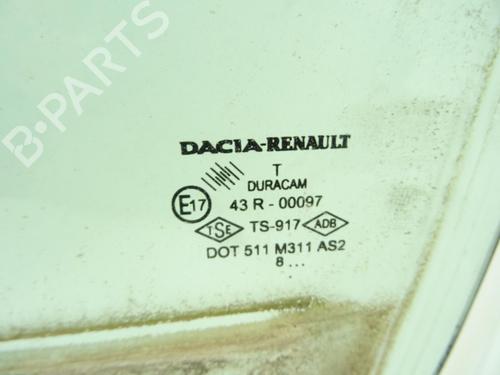 B-PARTS
DACIA-RENAULT
T
DURACAM
E17 43 R - 00097
TSE TS-917 ADB
DOT 511 M311 AS2
8 ...